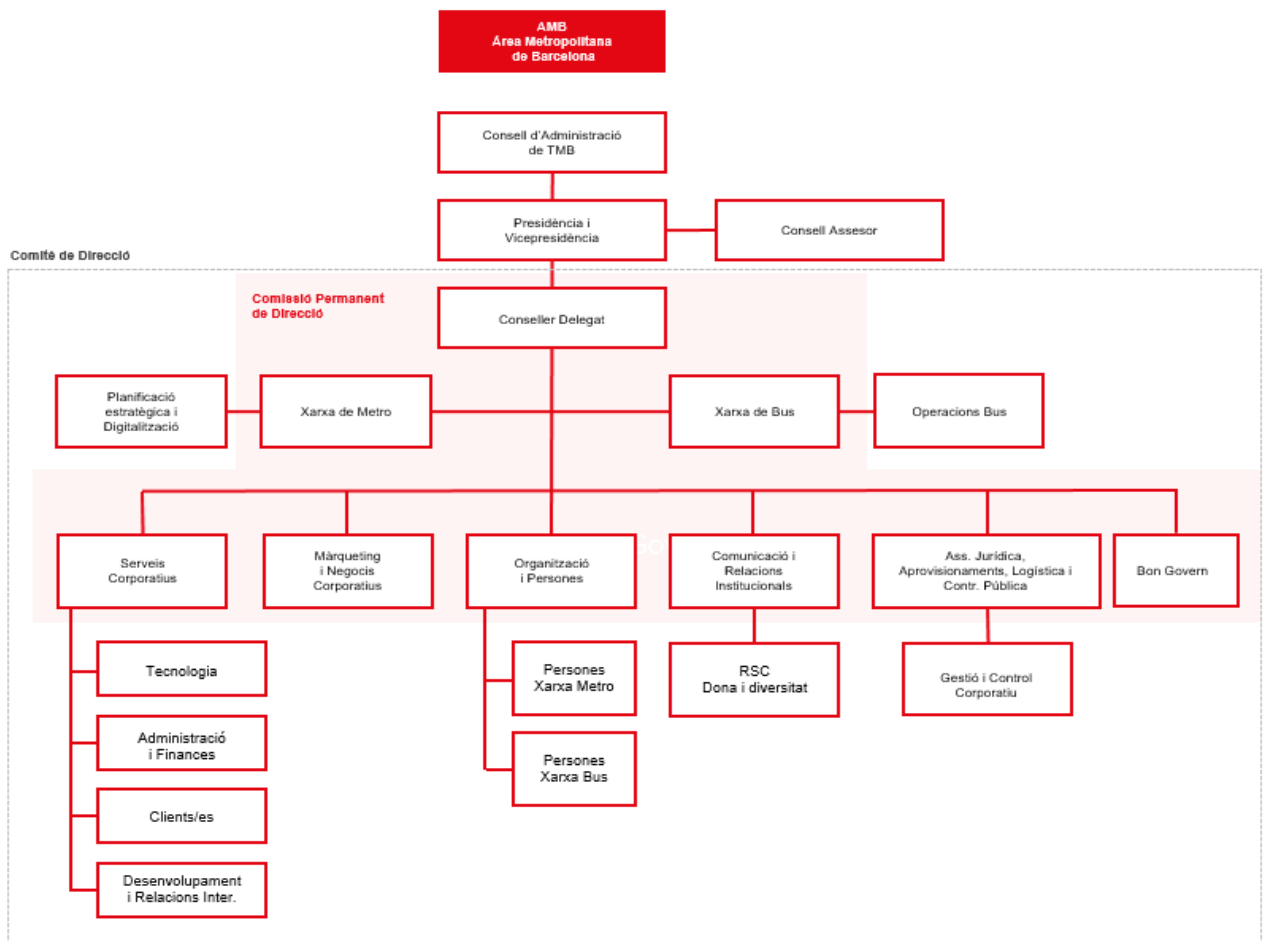 AMB
Área Metropolitana
de Barcelona
Consell d'Administració
de TMB
Presidència i
Vicepresidència
Consell Assesor
Comitè de Direcció
Comissió Permanent
de Direcció
Conseller Delegat
Planificació
estratègica i
Digitalització
Xarxa de Metro
Xarxa de Bus
Operacions Bus
Serveis
Corporatius
Màrqueting
i Negocis
Corporatius
Organització
i Persones
Comunicació i
Relacions
Institucionals
Ass. Jurídica,
Aprovisionaments, Logística i
Contr. Pública
Bon Govern
Tecnologia
Administració
i Finances
Clients/es
Desenvolupament
i Relacions Inter.
Persones
Xarxa Metro
Persones
Xarxa Bus
RSC
Dona i diversitat
Gestió i Control
Corporatiu